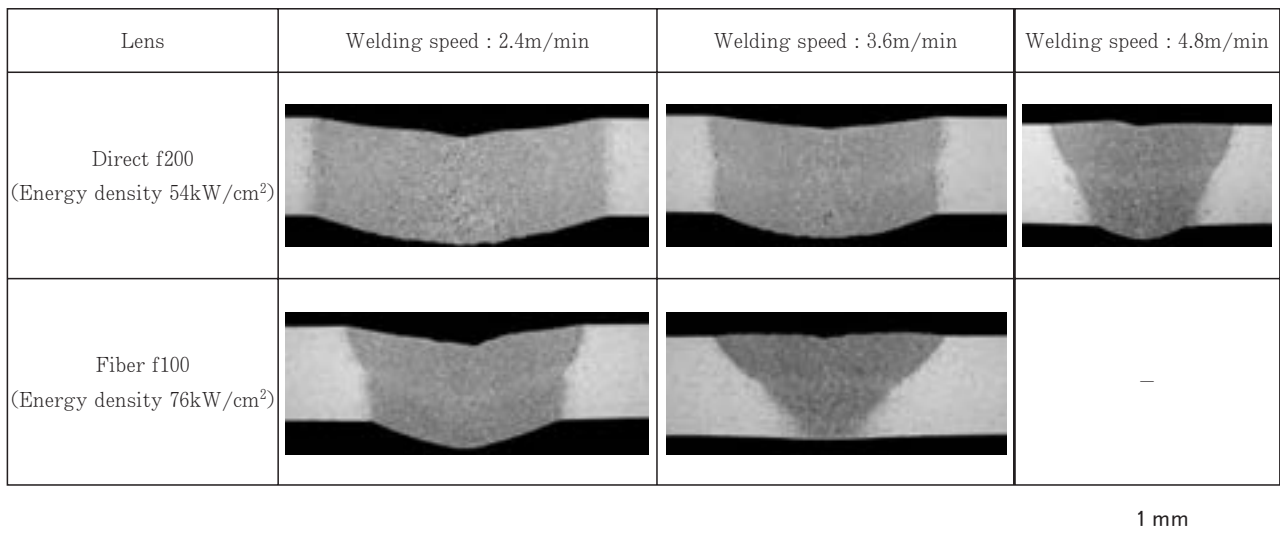 Lens
Welding speed : 2.4m/min
Welding speed : 3.6m/min
Welding speed : 4.8m/min
Direct f200
(Energy density 54kW/cm²)
Fiber f100
(Energy density 76kW/cm²)
–
1 mm